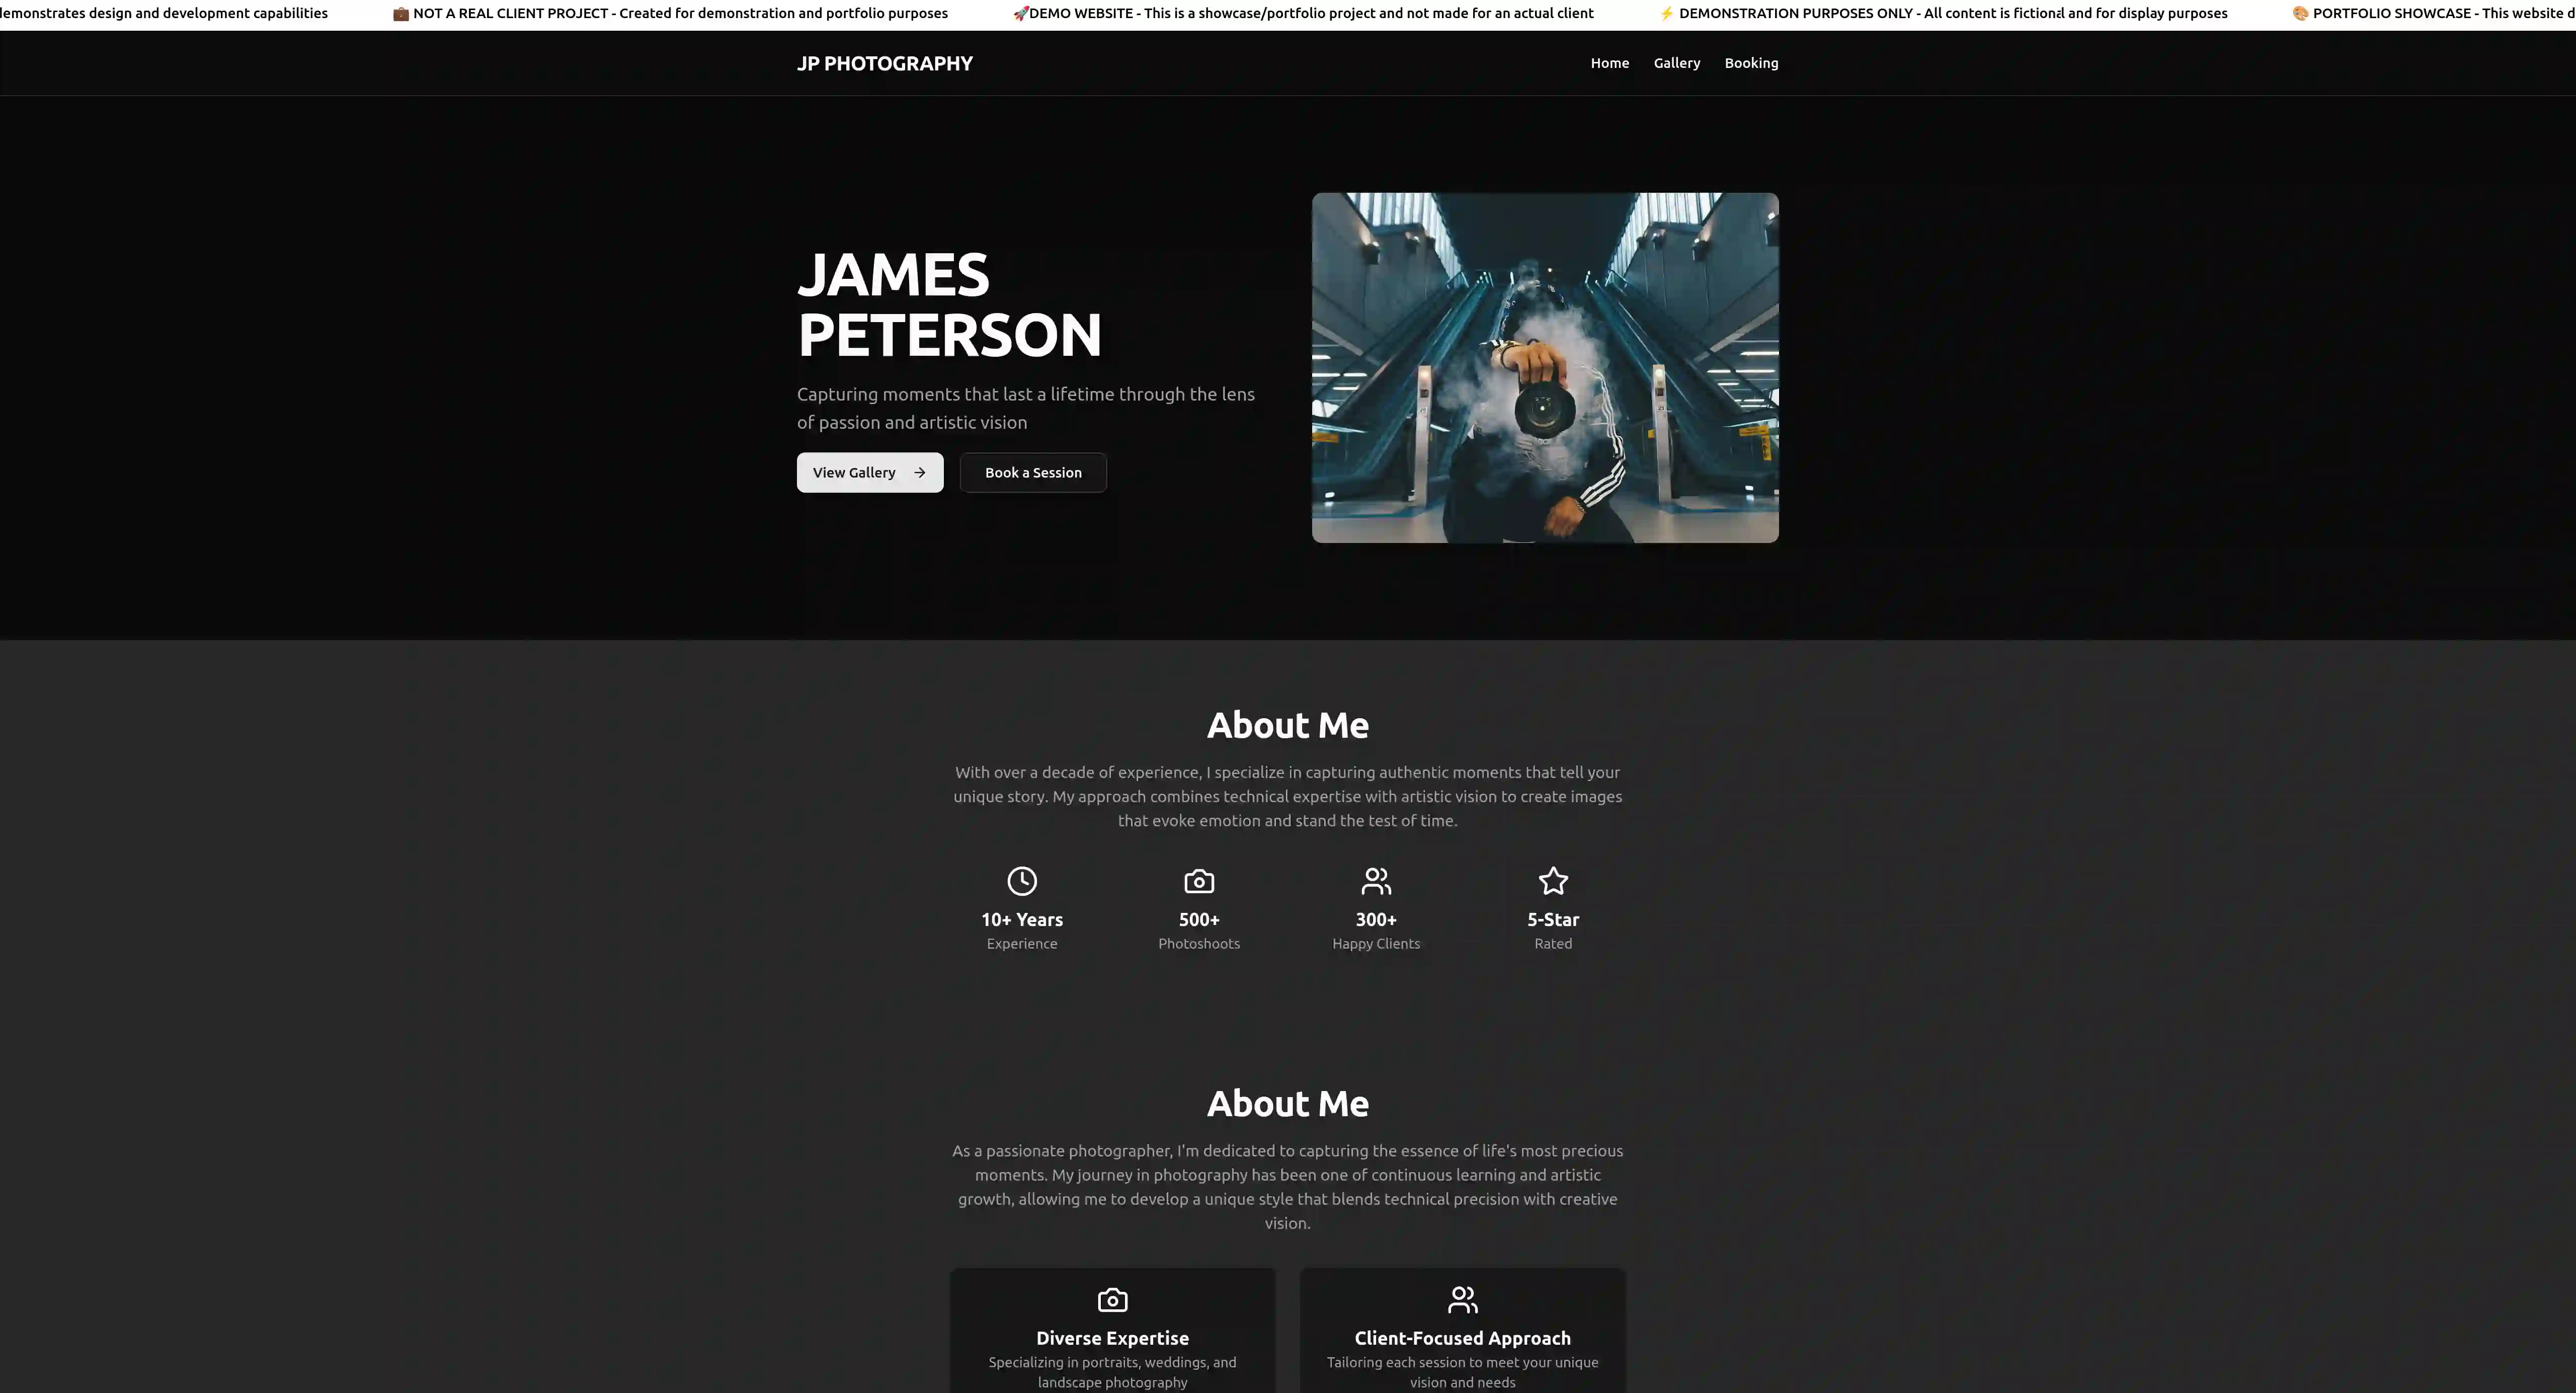 demonstrates design and development capabilities 💼 NOT A REAL CLIENT PROJECT - Created for demonstration and portfolio purposes 🚀DEMO WEBSITE - This is a showcase/portfolio project and not made for an actual client ⚡ DEMONSTRATION PURPOSES ONLY - All content is fictional and for display purposes 🎨 PORTFOLIO SHOWCASE - This website d
JP PHOTOGRAPHY
Home Gallery Booking
JAMES
PETERSON
Capturing moments that last a lifetime through the lens
of passion and artistic vision
View Gallery → Book a Session
About Me
With over a decade of experience, I specialize in capturing authentic moments that tell your
unique story. My approach combines technical expertise with artistic vision to create images
that evoke emotion and stand the test of time.
10+ Years 500+ 300+ 5-Star
Experience Photoshoots Happy Clients Rated
About Me
As a passionate photographer, I'm dedicated to capturing the essence of life's most precious
moments. My journey in photography has been one of continuous learning and artistic
growth, allowing me to develop a unique style that blends technical precision with creative
vision.
Diverse Expertise
Specializing in portraits, weddings, and
landscape photography
Client-Focused Approach
Tailoring each session to meet your unique
vision and needs